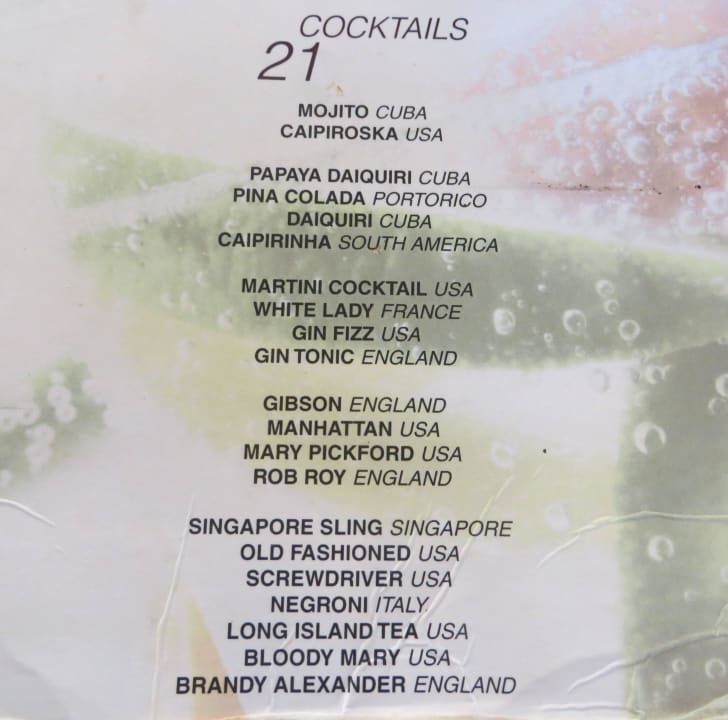 COCKTAILS
21
MOJITO CUBA
CAIPIROSKA USA
PAPAYA DAIQUIRI CUBA
PINA COLADA PORTORICO
DAIQUIRI CUBA
CAIPIRINHA SOUTH AMERICA
MARTINI COCKTAIL USA
WHITE LADY FRANCE
GIN FIZZ USA
GIN TONIC ENGLAND
GIBSON ENGLAND
MANHATTAN USA
MARY PICKFORD USA
ROB ROY ENGLAND
SINGAPORE SLING SINGAPORE
OLD FASHIONED USA
SCREWDRIVER USA
NEGRONI ITALY
LONG ISLAND TEA USA
BLOODY MARY USA
BRANDY ALEXANDER ENGLAND